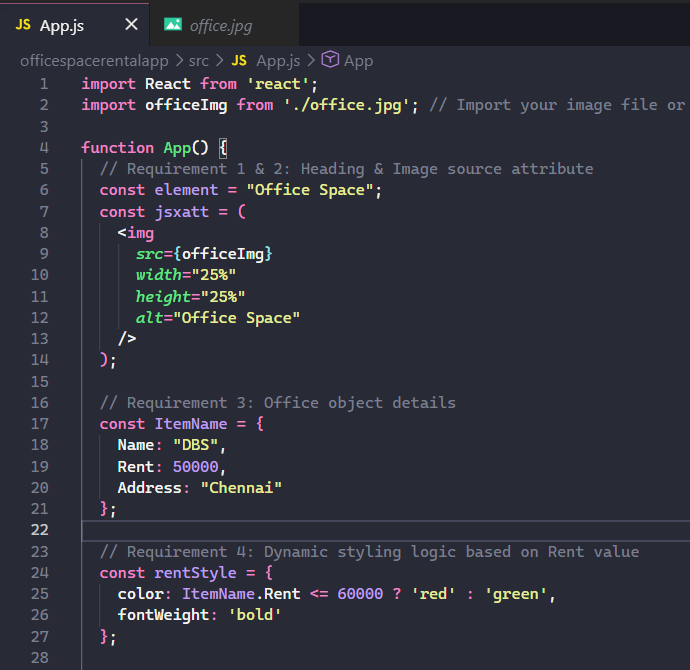 JS App.js
office.jpg
officespacerentalapp > src > JS App.js > App
1 import React from 'react';
2 import officeImg from './office.jpg'; // Import your image file or
3
4 function App() {
5 // Requirement 1 & 2: Heading & Image source attribute
6 const element = "Office Space";
7 const jsxatt = (
8 <img
9 src={officeImg}
10 width="25%"
11 height="25%"
12 alt="Office Space"
13 />
14 );
15
16 // Requirement 3: Office object details
17 const ItemName = {
18 Name: "DBS",
19 Rent: 50000,
20 Address: "Chennai"
21 };
22
23 // Requirement 4: Dynamic styling logic based on Rent value
24 const rentStyle = {
25 color: ItemName.Rent <= 60000 ? 'red' : 'green',
26 fontWeight: 'bold'
27 };
28